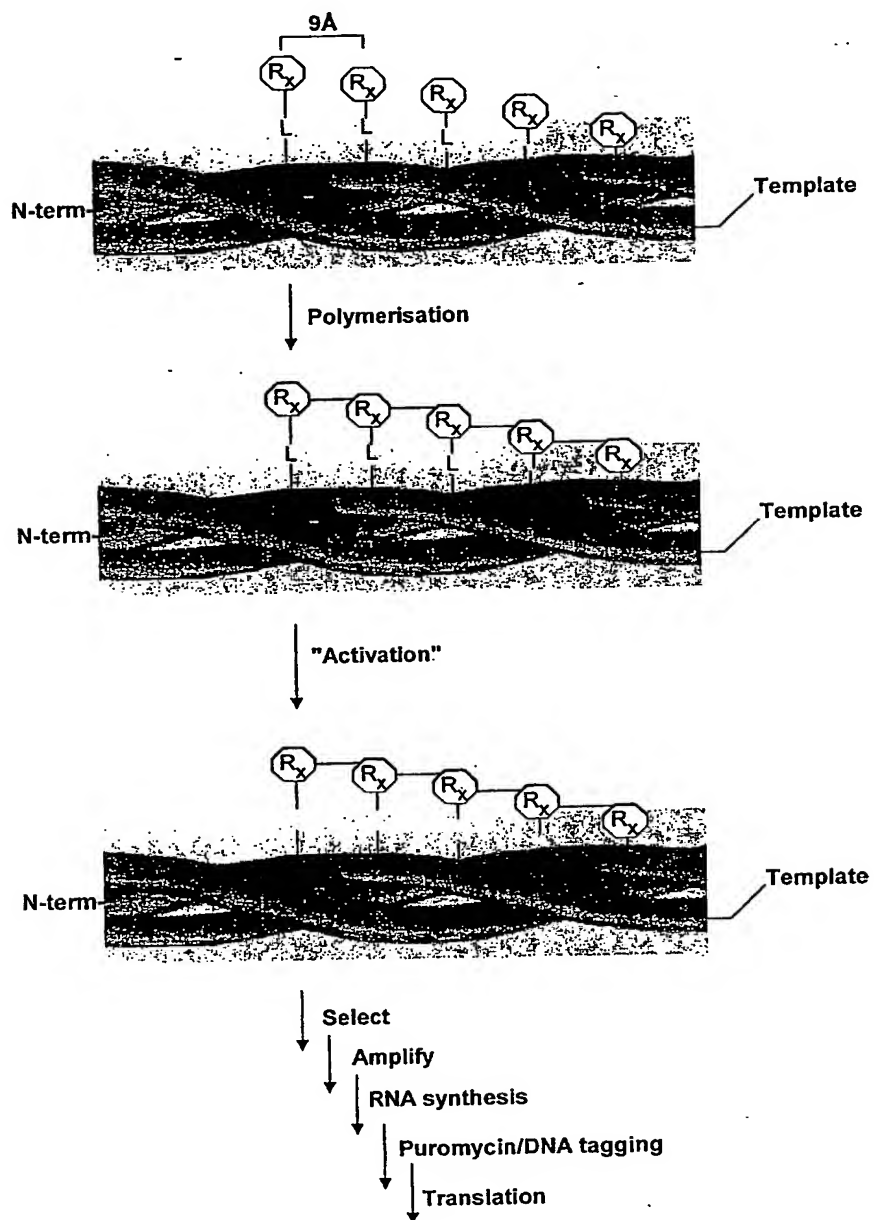 9Å
Rx Rx Rx Rx Rx
L L L
N-term
Template
Polymerisation
Rx Rx Rx Rx Rx
L L L
N-term
Template
"Activation"
Rx Rx Rx Rx Rx
N-term
Template
Select
Amplify
RNA synthesis
Puromycin/DNA tagging
Translation